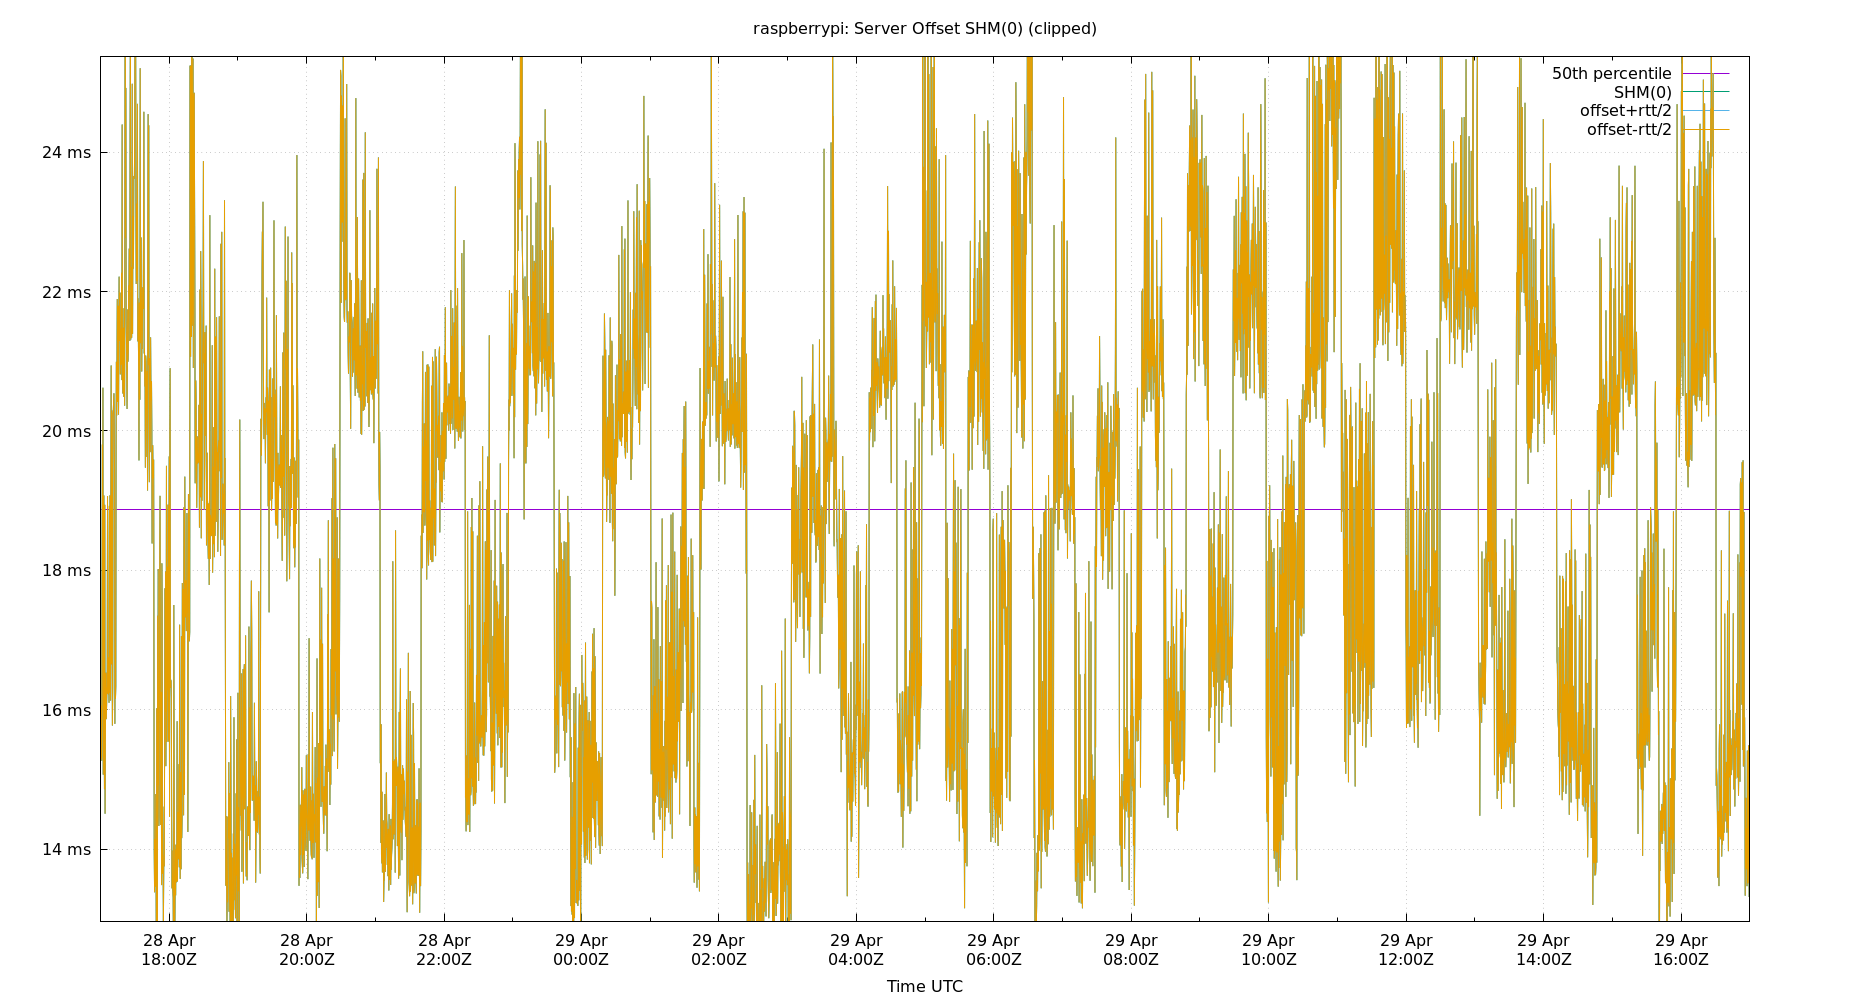 raspberrypi: Server Offset SHM(0) (clipped)
50th percentile
SHM(0)
offset+rtt/2
offset-rtt/2
24 ms
22 ms
20 ms
18 ms
16 ms
14 ms
28 Apr 28 Apr 28 Apr 29 Apr 29 Apr 29 Apr 29 Apr 29 Apr 29 Apr 29 Apr 29 Apr 29 Apr
18:00Z 20:00Z 22:00Z 00:00Z 02:00Z 04:00Z 06:00Z 08:00Z 10:00Z 12:00Z 14:00Z 16:00Z
Time UTC